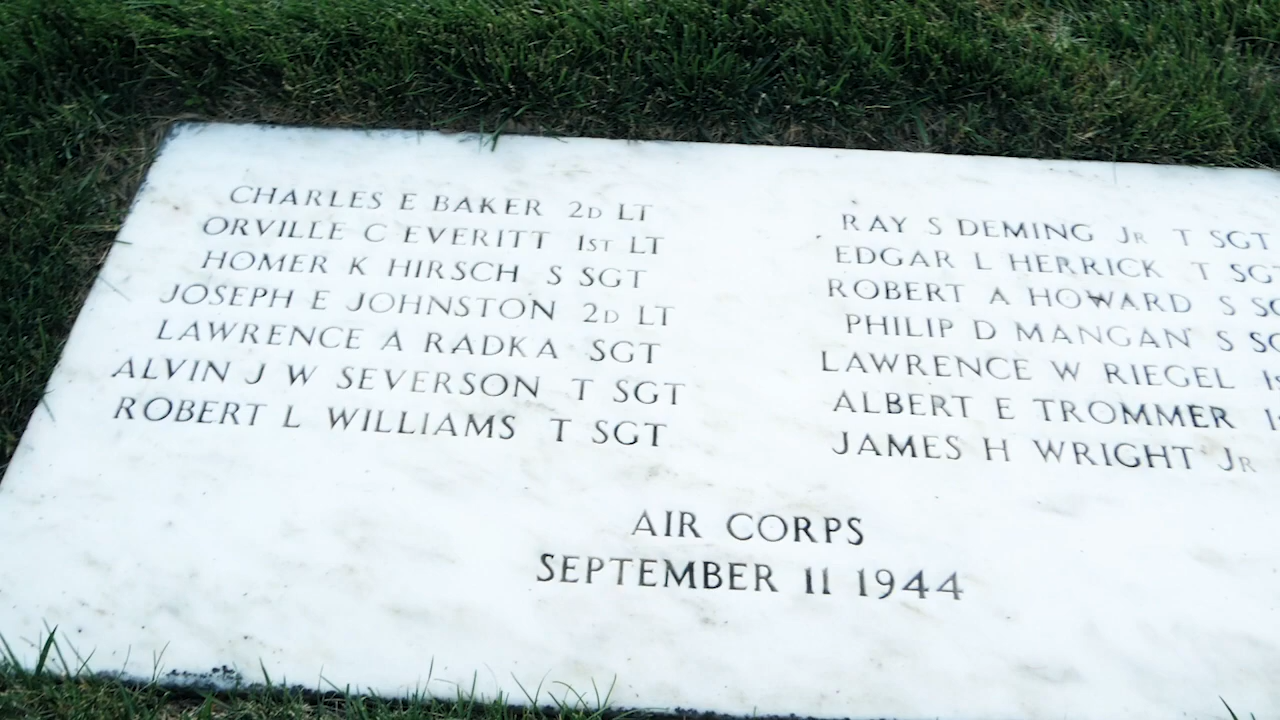 CHARLES E BAKER 2D LT
ORVILLE C EVERITT 1ST LT
HOMER K HIRSCH S SGT
JOSEPH E JOHNSTON 2D LT
LAWRENCE A RADKA SGT
ALVIN J W SEVERSON T SGT
ROBERT L WILLIAMS T SGT
RAY S DEMING JR T SGT
EDGAR L HERRICK T SGT
ROBERT A HOWARD S
PHILIP D MANGAN S
LAWRENCE W RIEGEL
ALBERT E TROMMER
JAMES H WRIGHT JR
AIR CORPS
SEPTEMBER 11 1944